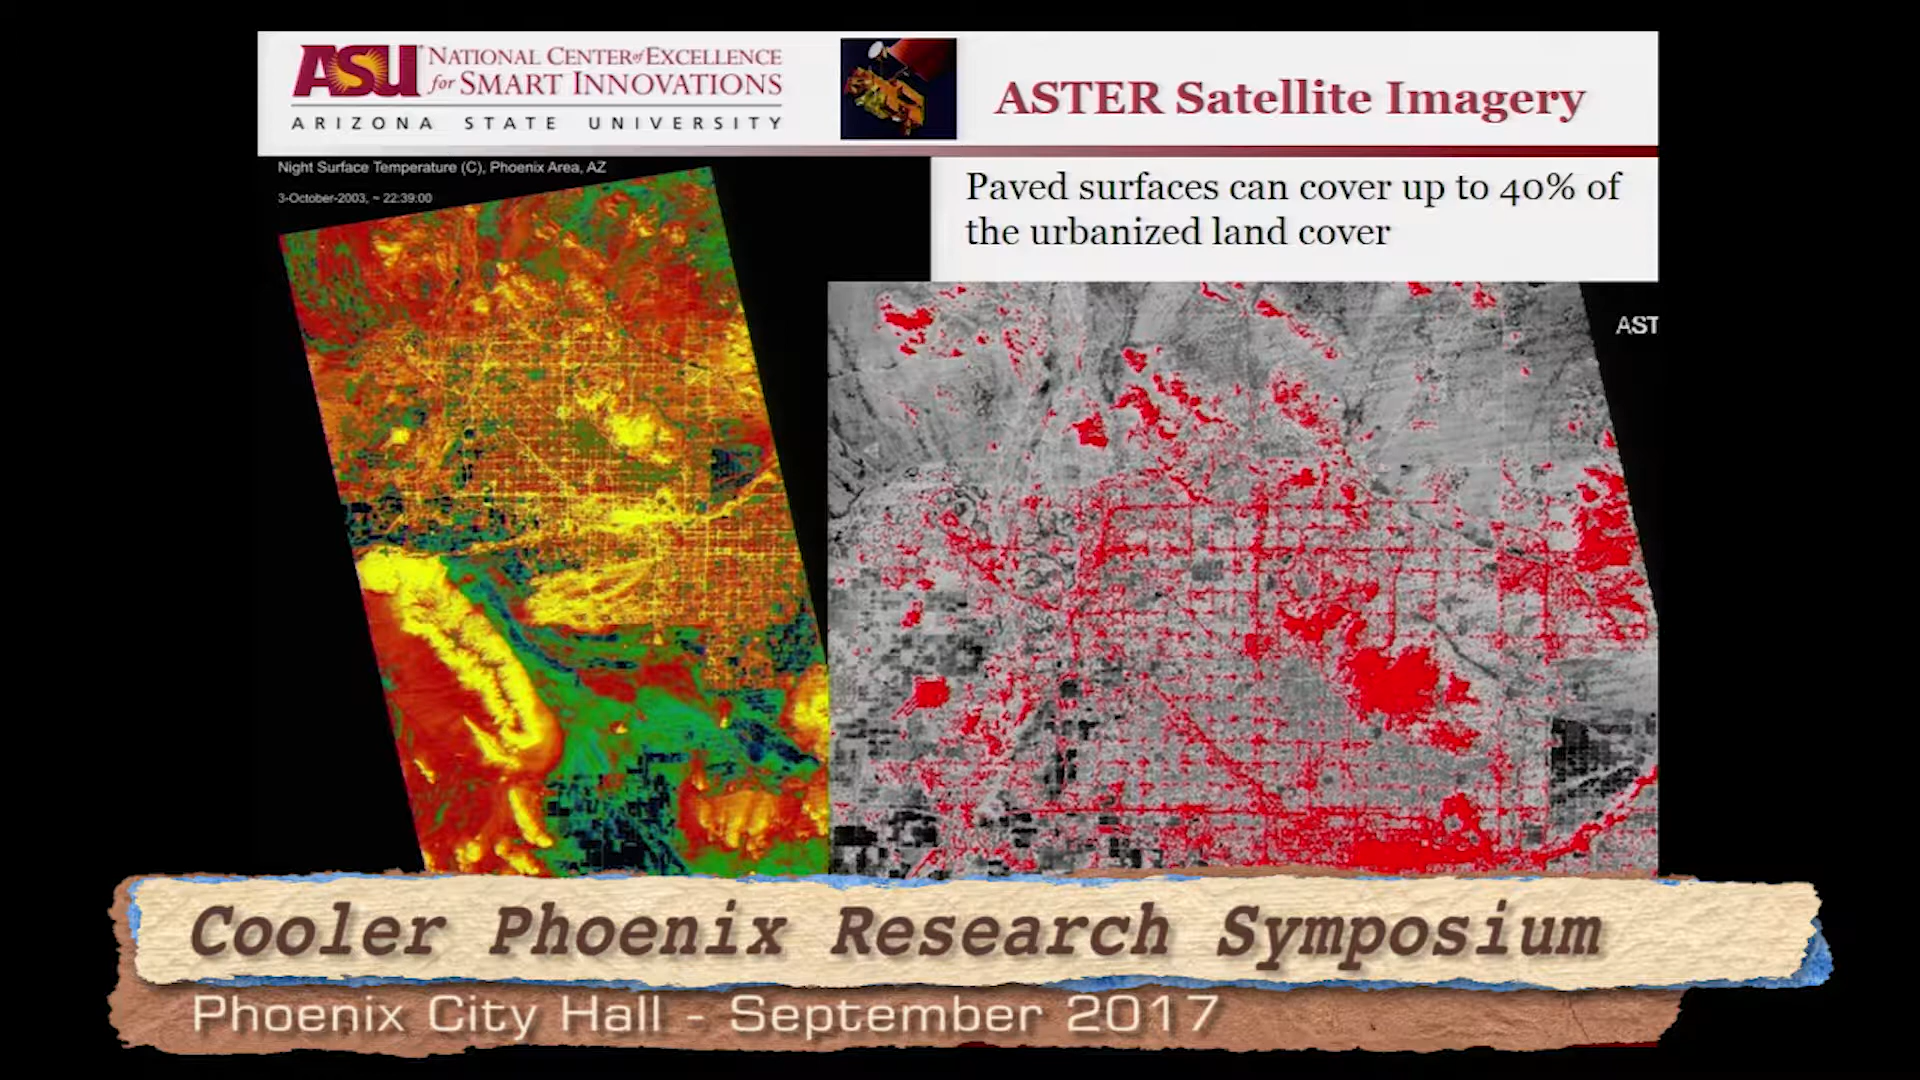 ASU NATIONAL CENTER of EXCELLENCE
for SMART INNOVATIONS
ARIZONA STATE UNIVERSITY
ASTER Satellite Imagery
Night Surface Temperature (C), Phoenix Area, AZ
3-October-2003, ~ 22:39:00
Paved surfaces can cover up to 40% of
the urbanized land cover
AST
Cooler Phoenix Research Symposium
Phoenix City Hall - September 2017